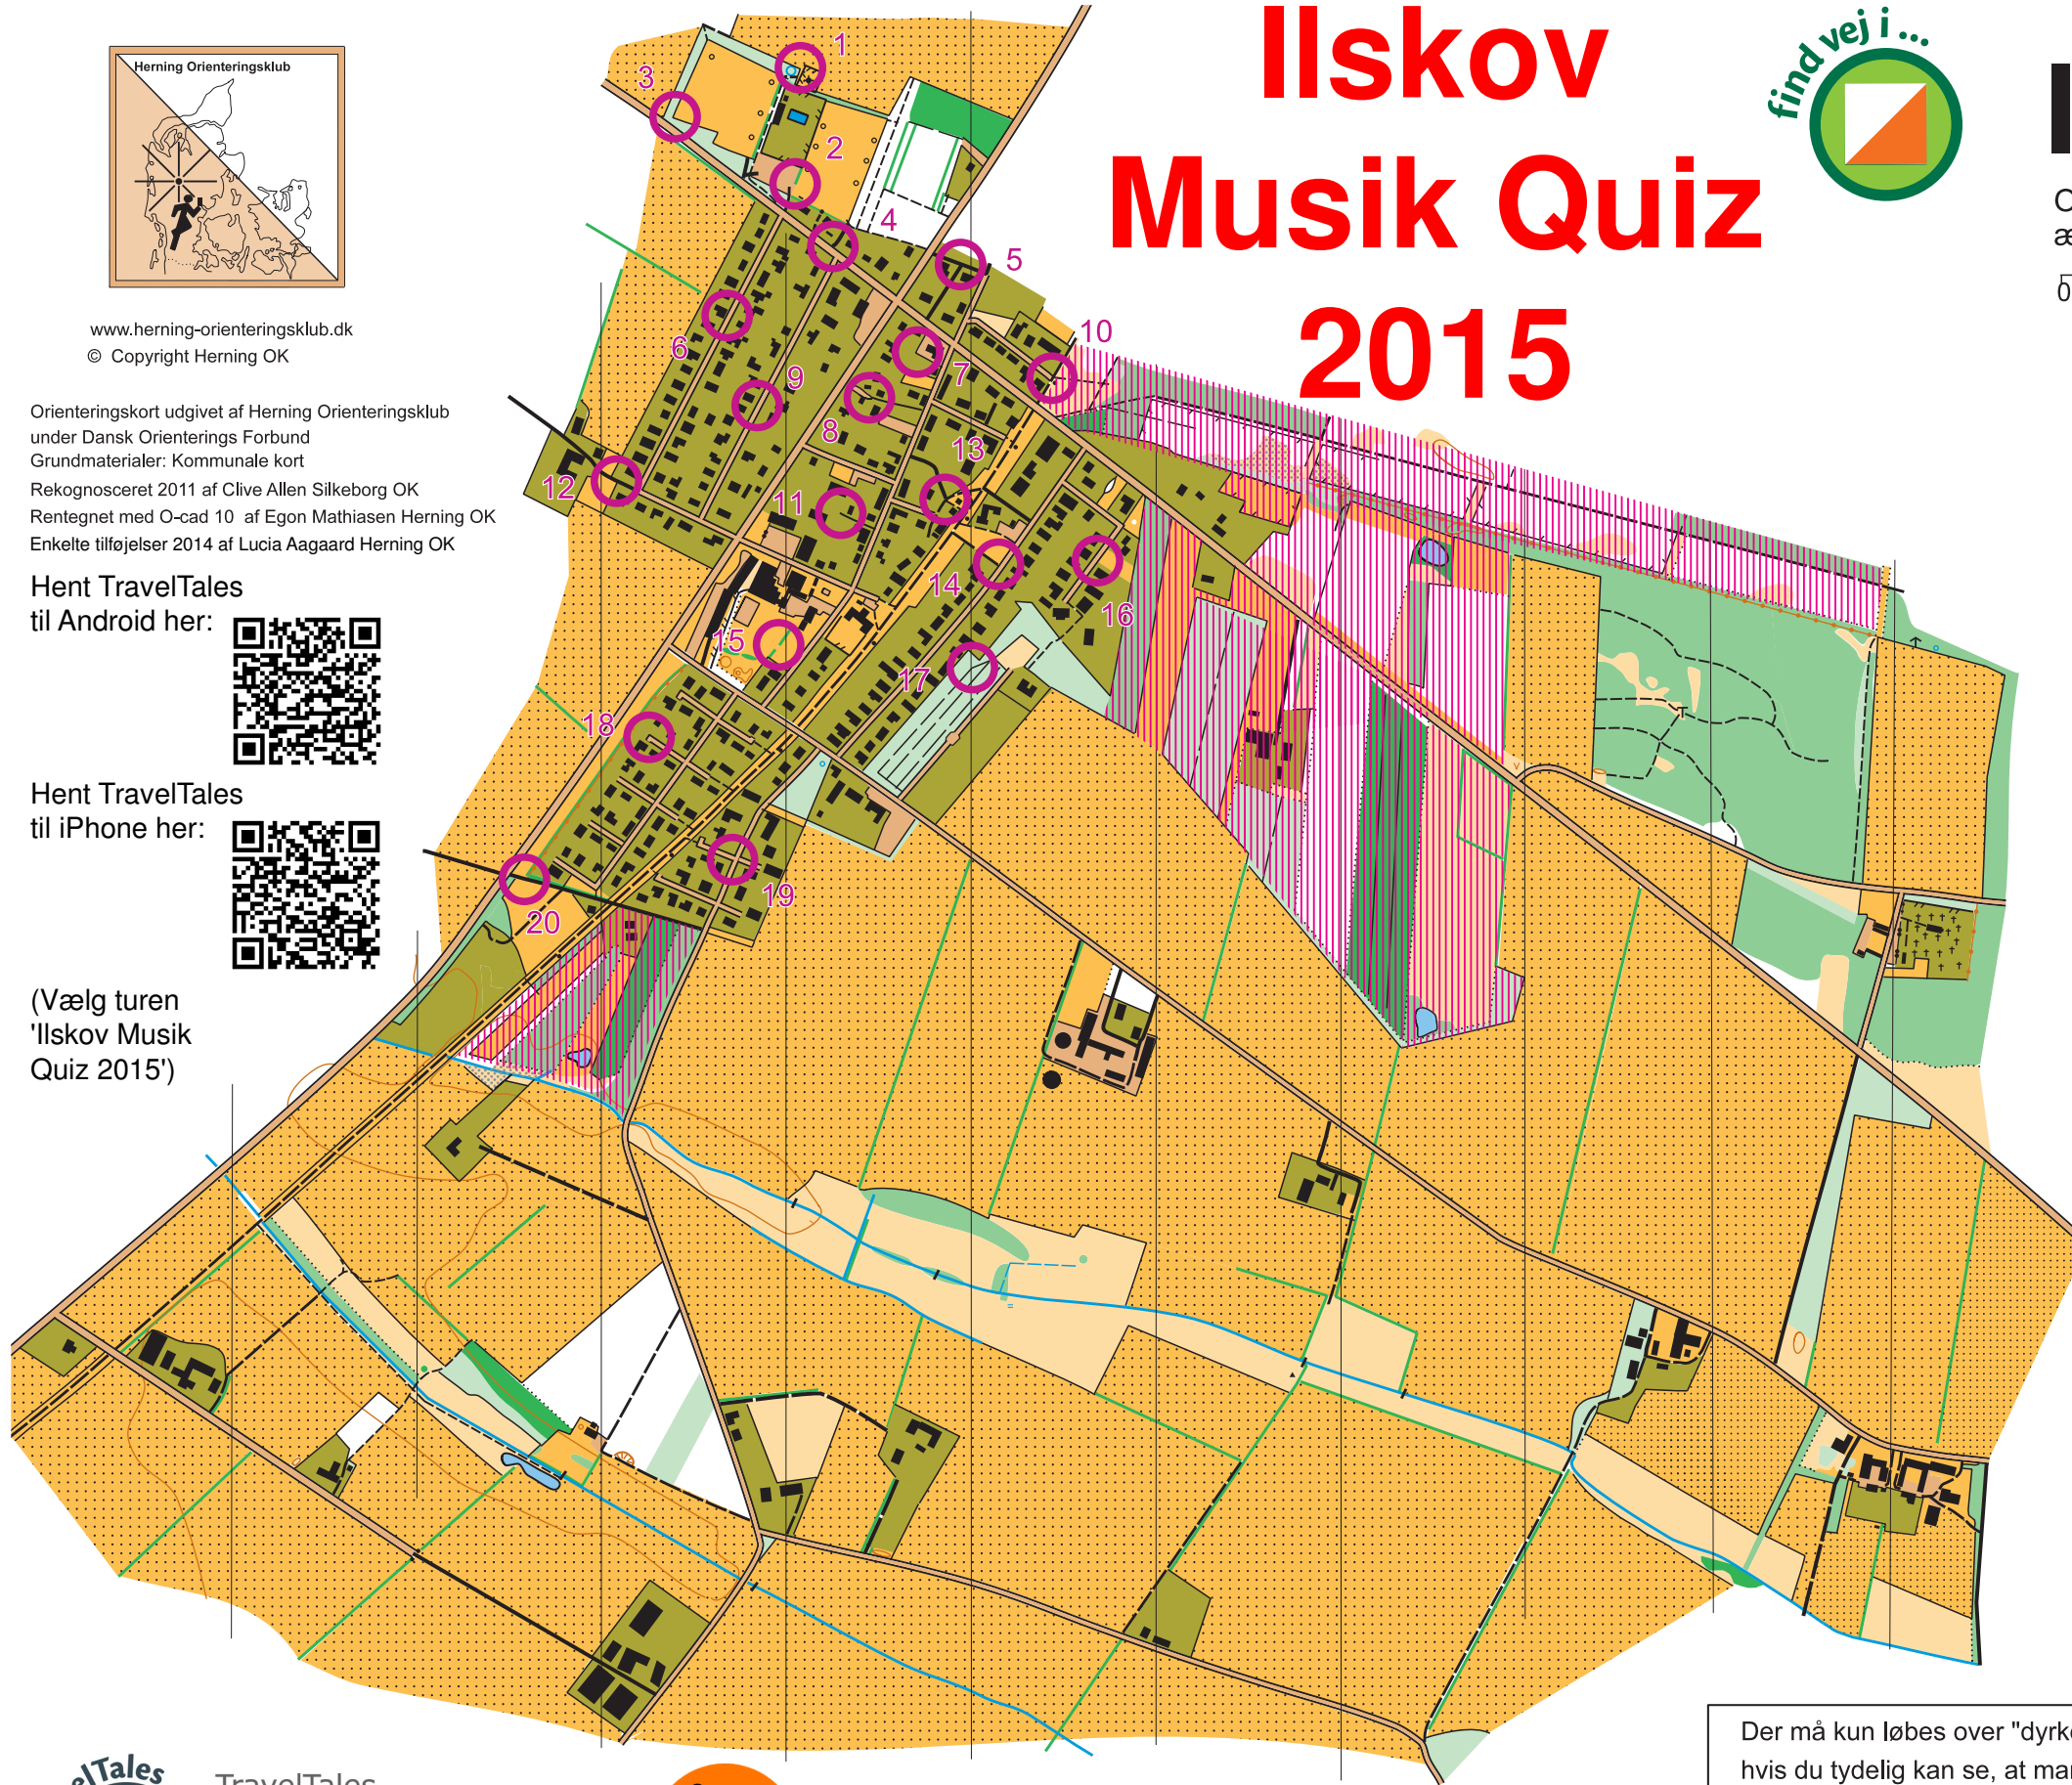 Ilskov
Musik Quiz
2015
find vej i ...
Herning Orienteringsklub
www.herning-orienteringsklub.dk
© Copyright Herning OK
Orienteringskort udgivet af Herning Orienteringsklub
under Dansk Orienterings Forbund
Grundmaterialer: Kommunale kort
Rekognosceret 2011 af Clive Allen Silkeborg OK
Rentegnet med O-cad 10 af Egon Mathiasen Herning OK
Enkelte tilføjelser 2014 af Lucia Aagaard Herning OK
Hent TravelTales
til Android her:
Hent TravelTales
til iPhone her:
(Vælg turen
'Ilskov Musik
Quiz 2015')
1
3
2
4
5
6
10
9
7
8
13
12
11
14
16
15
17
18
19
20
0
Der må kun løbes over "dyrk
hvis du tydelig kan se, at ma
TravelTales